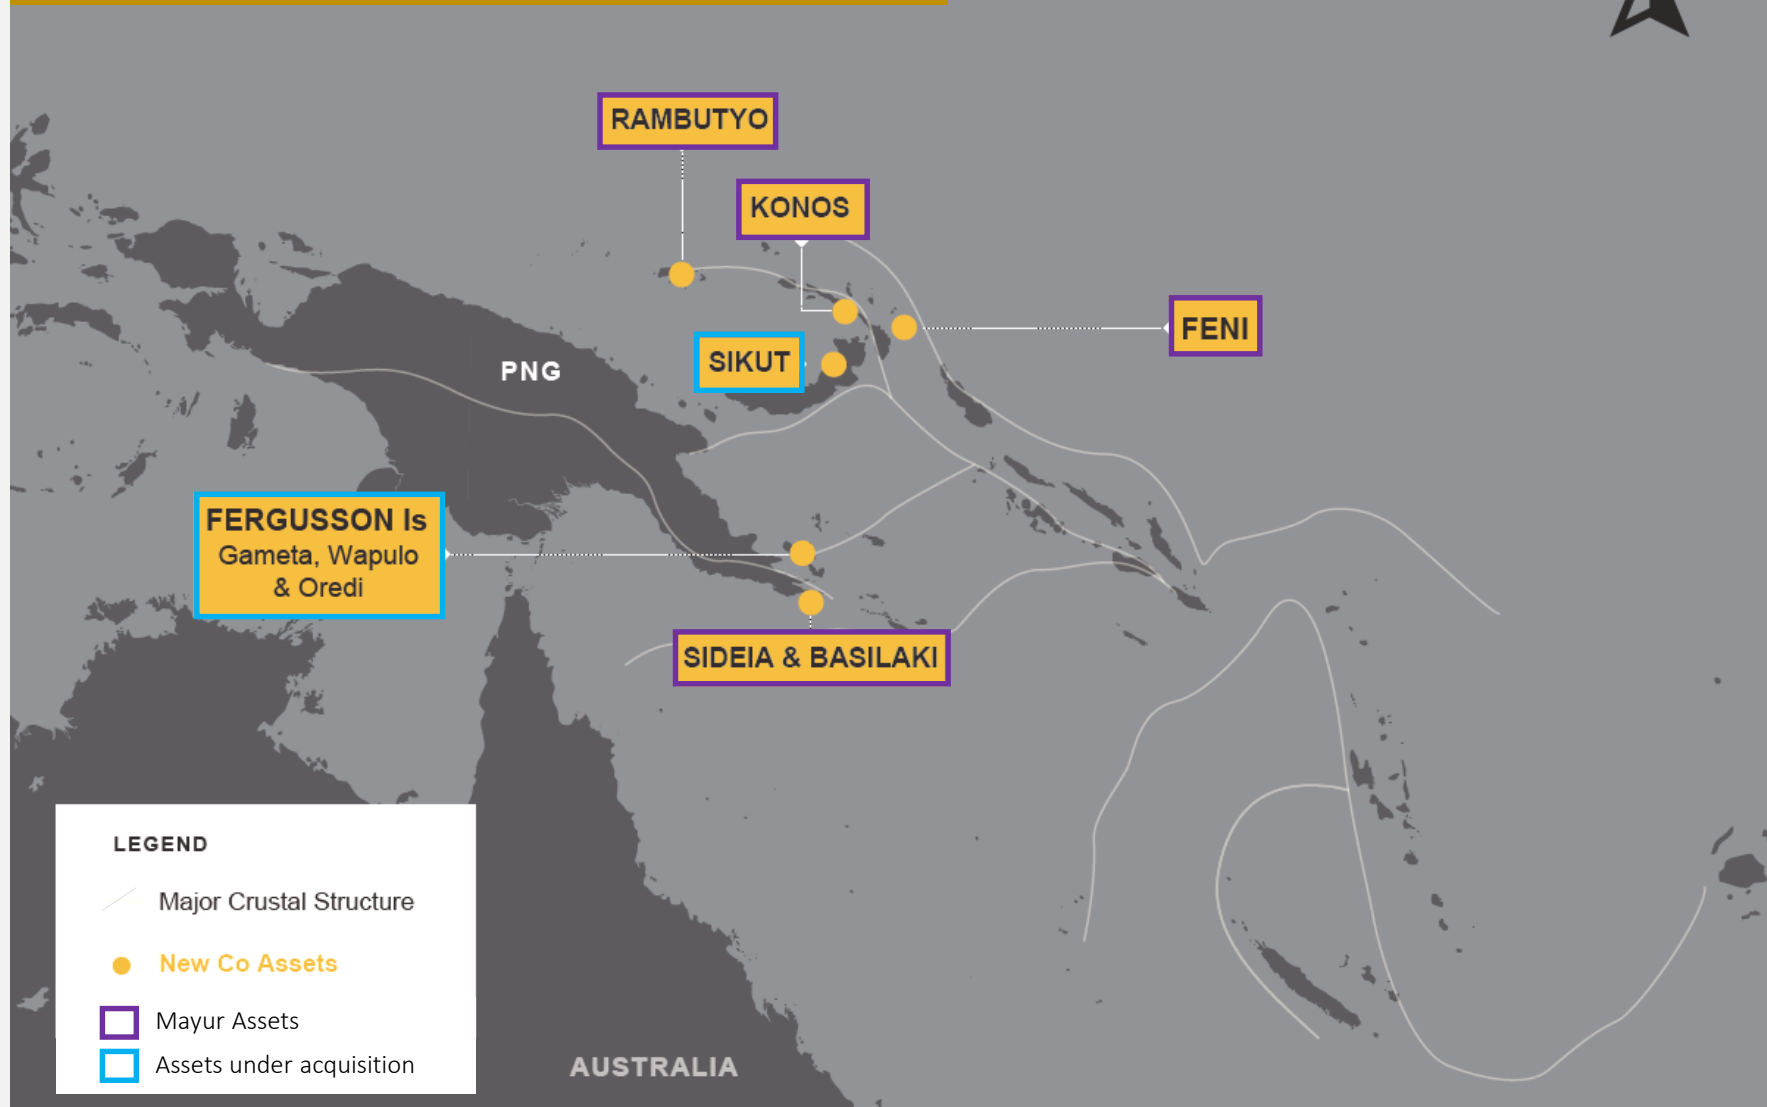 RAMBUTYO
KONOS
FENI
SIKUT
PNG
FERGUSSON Is
Gameta, Wapulo
& Oredi
SIDEIA & BASILAKI
LEGEND
Major Crustal Structure
New Co Assets
Mayur Assets
Assets under acquisition
AUSTRALIA